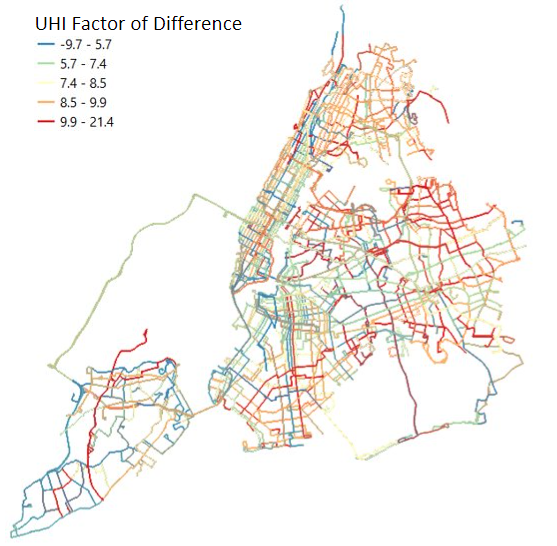 UHI Factor of Difference
-9.7 - 5.7
5.7 - 7.4
7.4 - 8.5
8.5 - 9.9
9.9 - 21.4